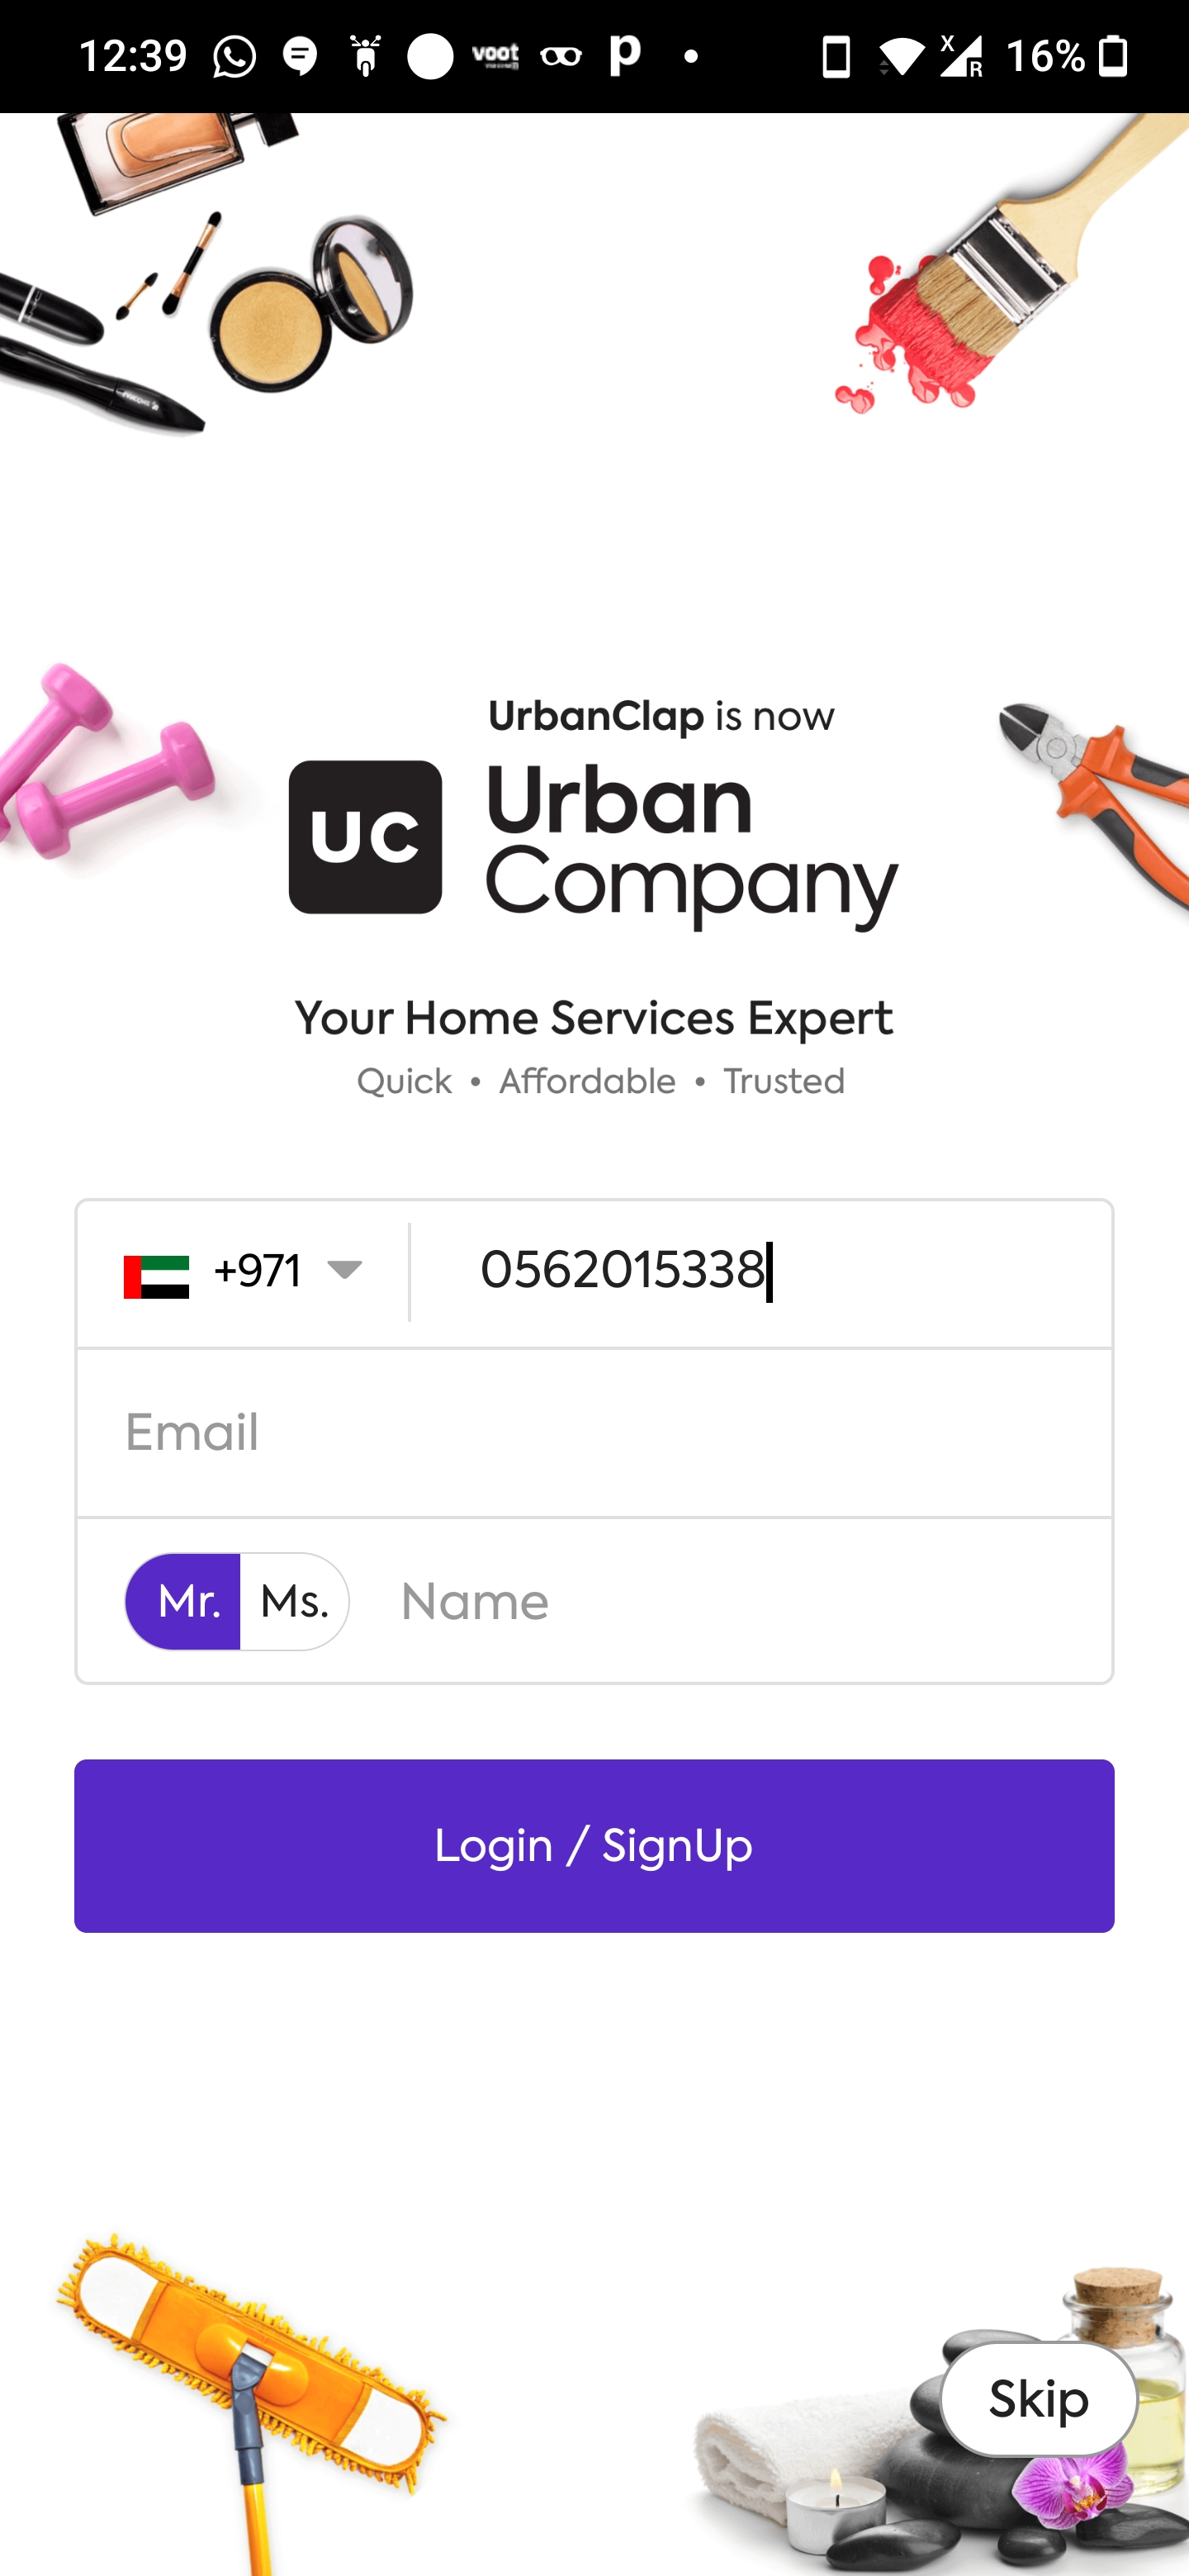 12:39 voot p X R 16%
UrbanClap is now
UC Urban
Company
Your Home Services Expert
Quick • Affordable • Trusted
+971 0562015338
Email
Mr. Ms. Name
Login / SignUp
Skip